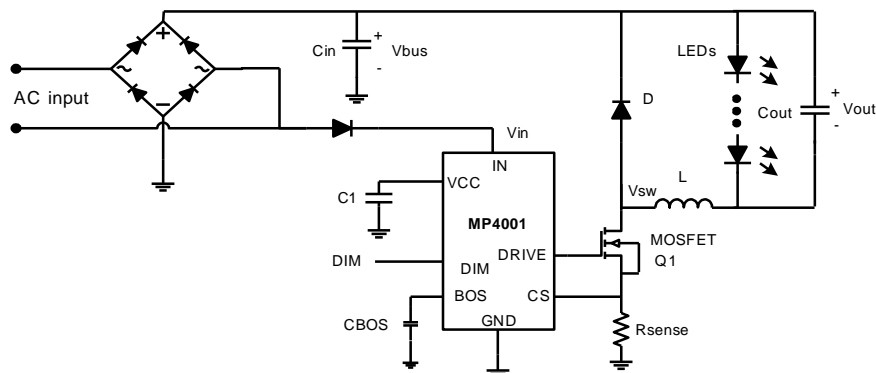 Cin
+
Vbus
-
LEDs
+
~
~
−
AC input
D
Cout
+
Vout
-
Vin
IN
VCC
C1
MP4001
Vsw
L
MOSFET
Q1
DIM
DIM
DRIVE
BOS
CS
CBOS
GND
Rsense